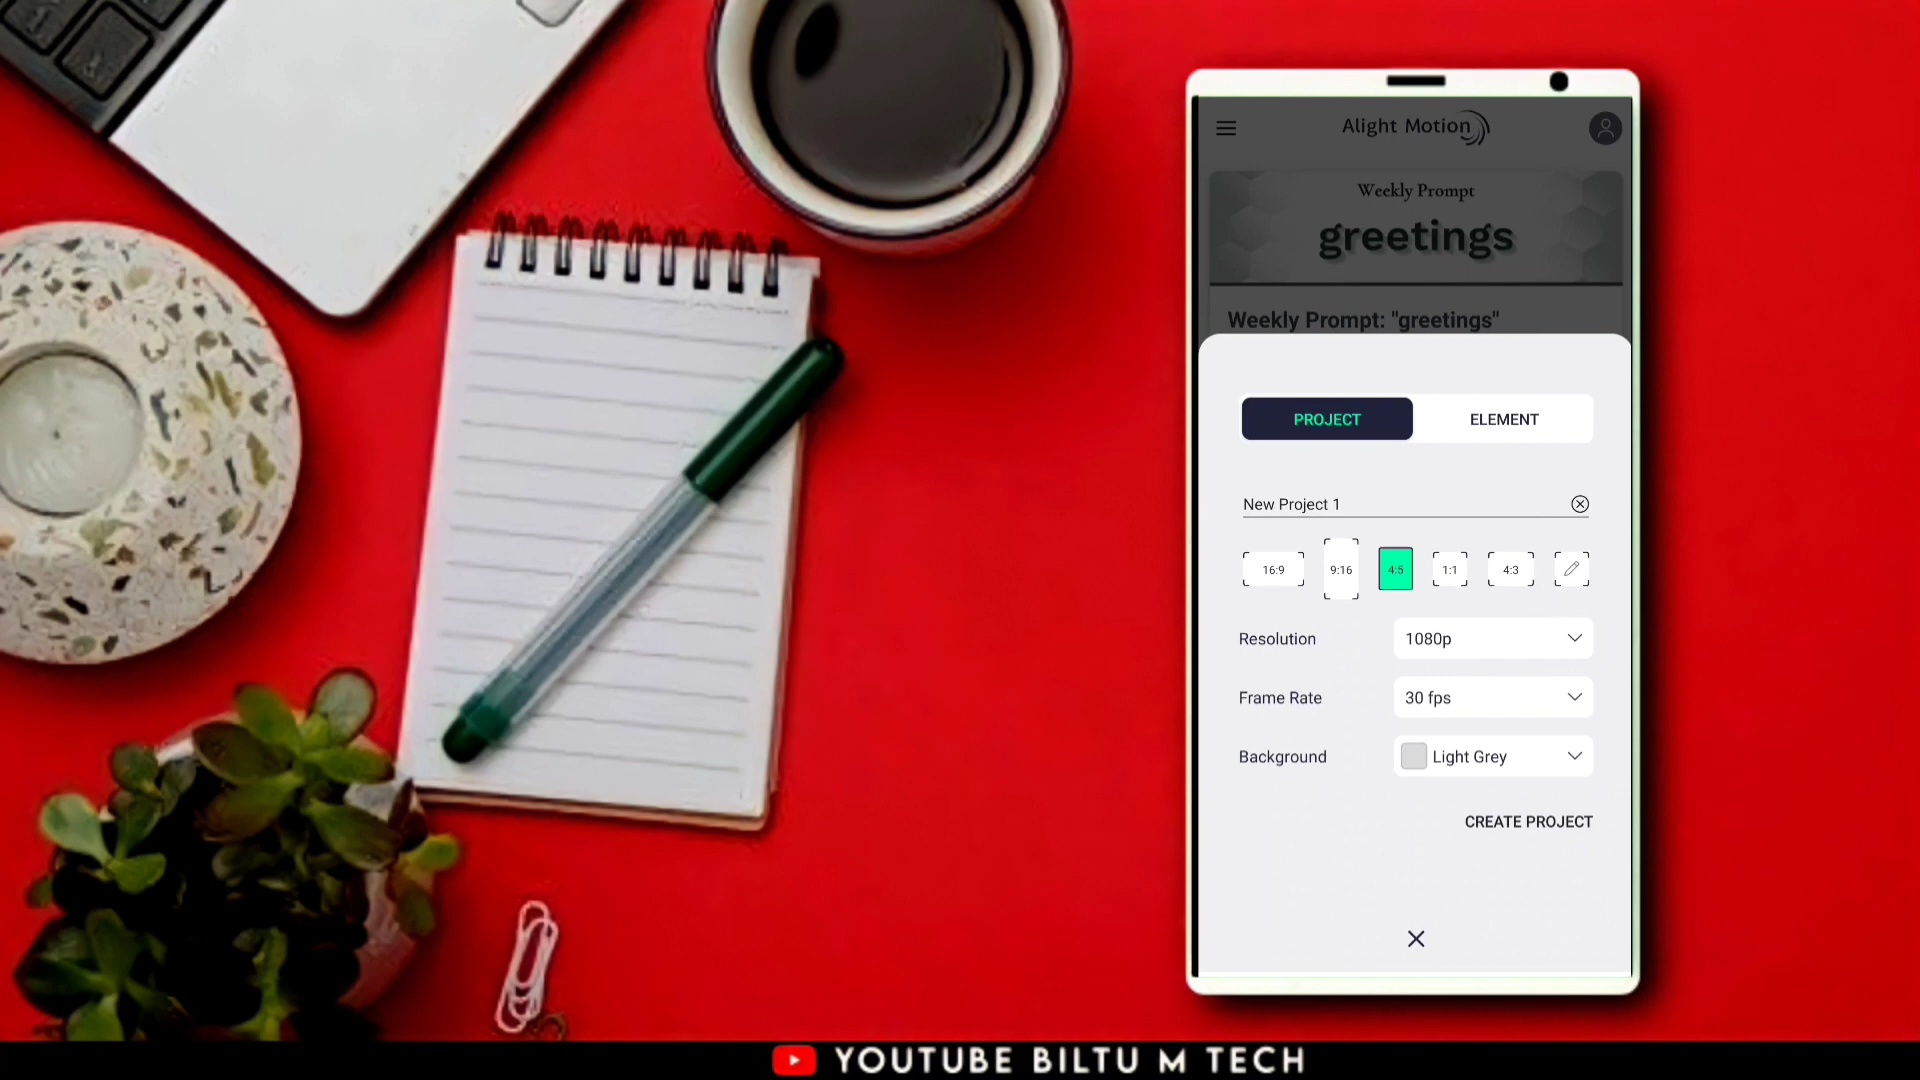 Alight Motion
Weekly Prompt
greetings
Weekly Prompt: "greetings"
PROJECT
ELEMENT
New Project 1
16:9
9:16
4:5
1:1
4:3
Resolution
1080p
Frame Rate
30 fps
Background
Light Grey
CREATE PROJECT
YOUTUBE BILTU M TECH